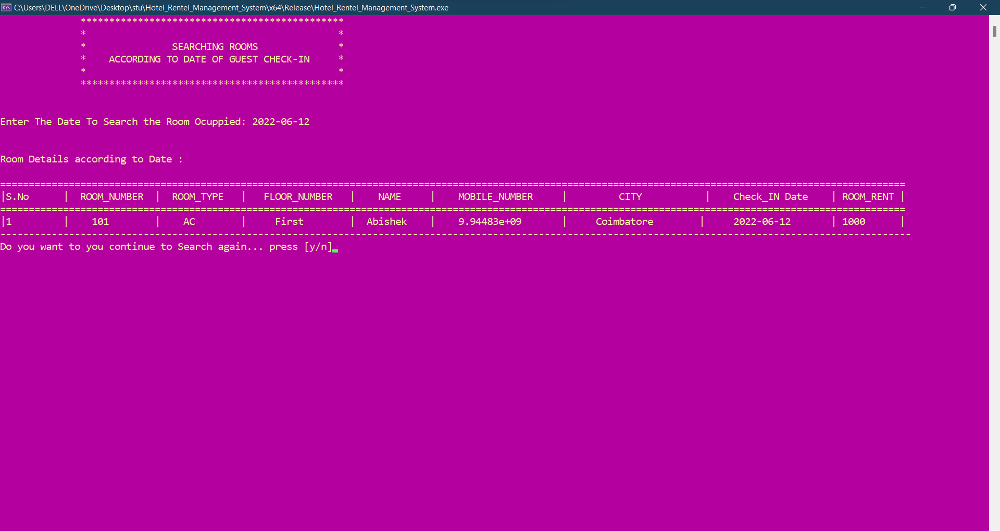 C:\Users\DELL\OneDrive\Desktop\stu\Hotel_Rentel_Management_System\x64\Release\Hotel_Rentel_Management_System.exe
**********************************************
*                                            *
*               SEARCHING ROOMS              *
*    ACCORDING TO DATE OF GUEST CHECK-IN     *
*                                            *
**********************************************
Enter The Date To Search the Room Ocuppied: 2022-06-12
Room Details according to Date :
==============================================================================================================================================================
|S.No      |  ROOM_NUMBER  |  ROOM_TYPE   |   FLOOR_NUMBER   |    NAME     |    MOBILE_NUMBER     |         CITY           |    Check_IN Date    | ROOM_RENT |
==============================================================================================================================================================
|1         |    101        |    AC        |     First        |  Abishek    |    9.94483e+09       |     Coimbatore        |     2022-06-12       | 1000      |
---------------------------------------------------------------------------------------------------------------------------------------------------------------
Do you want to you continue to Search again... press [y/n]